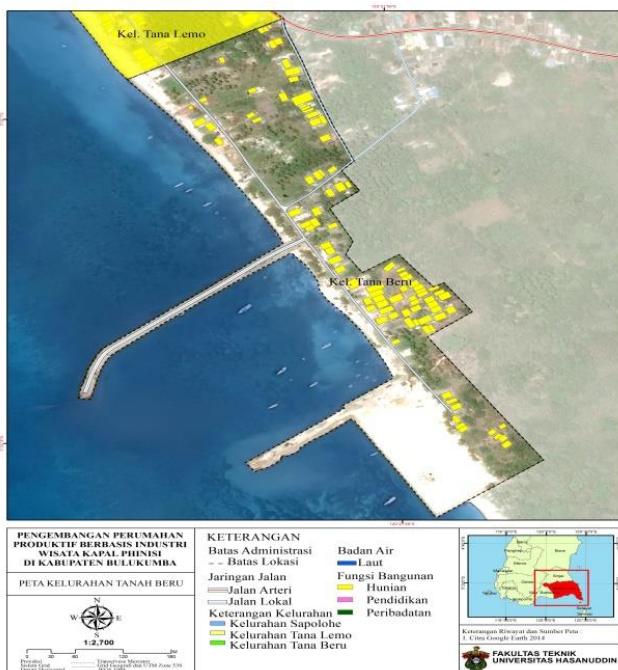 Kel. Tana Lemo
Kel. Tana Beru
PENGEMBANGAN PERUMAHAN
PRODUKTIF BERBASIS INDUSTRI
WISATA KAPAL PHINISI
DI KABUPATEN BULUKUMBA
PETA KELURAHAN TANAH BERU
N
W
E
S
1:2,700
KETERANGAN
Batas Administrasi
Batas Lokasi
Jaringan Jalan
Jalan Arteri
Jalan Lokal
Keterangan Kelurahan
Kelurahan Sapolohe
Kelurahan Tana Lemo
Kelurahan Tana Beru
Badan Air
Laut
Fungsi Bangunan
Hunian
Pendidikan
Peribadatan
Keterangan Riwayat dan Sumber Peta :
1. Citra Google Earth 2014
FAKULTAS TEKNIK
UNIVERSITAS HASANUDDIN